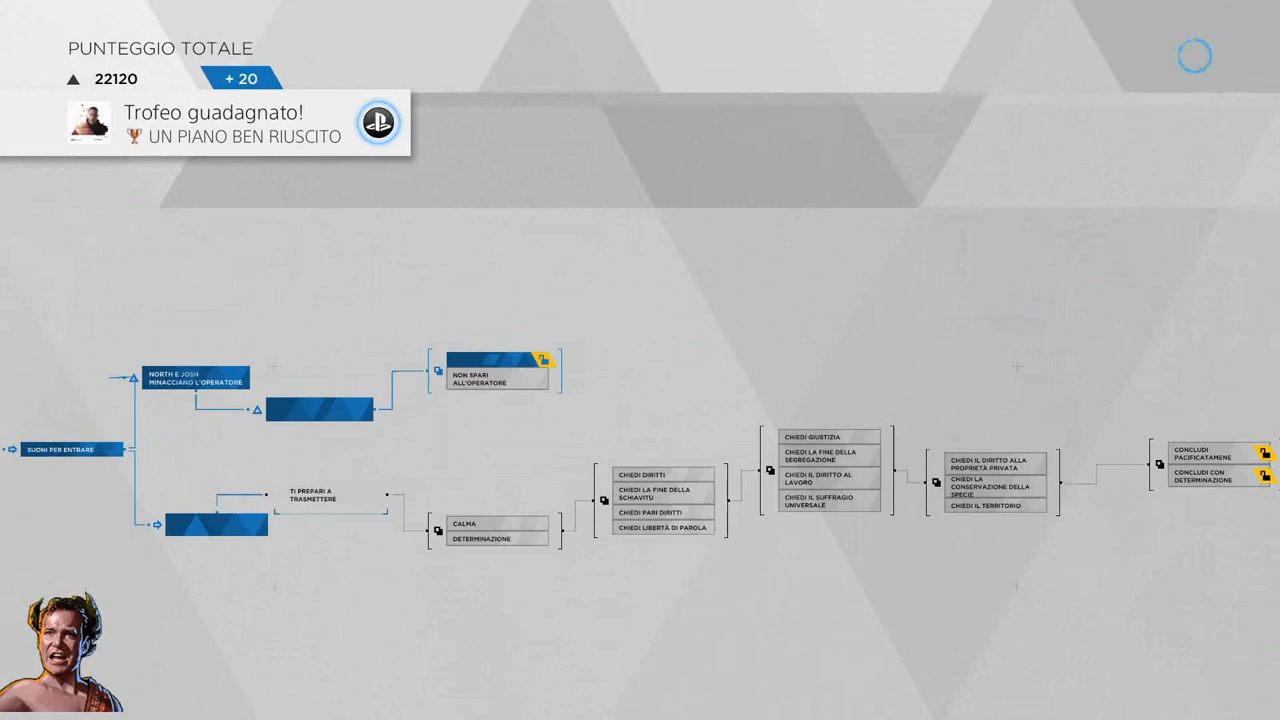 PUNTEGGIO TOTALE
22120
+ 20
Trofeo guadagnato!
UN PIANO BEN RIUSCITO
NORTH E JOSH
MINACCIANO L'OPERATORE
NON SPARI
ALL'OPERATORE
SUONI PER ENTRARE
TI PREPARI A
TRASMETTERE
CALMA
DETERMINAZIONE
CHIEDI DIRITTI
CHIEDI LA FINE DELLA
SCHIAVITÙ
CHIEDI PARI DIRITTI
CHIEDI LIBERTÀ DI PAROLA
CHIEDI GIUSTIZIA
CHIEDI LA FINE DELLA
SEGREGAZIONE
CHIEDI IL DIRITTO AL
LAVORO
CHIEDI IL SUFFRAGIO
UNIVERSALE
CHIEDI IL DIRITTO ALLA
PROPRIETÀ PRIVATA
CHIEDI LA
CONSERVAZIONE DELLA
SPECIE
CHIEDI IL TERRITORIO
CONCLUDI
PACIFICATAMENE
CONCLUDI CON
DETERMINAZIONE